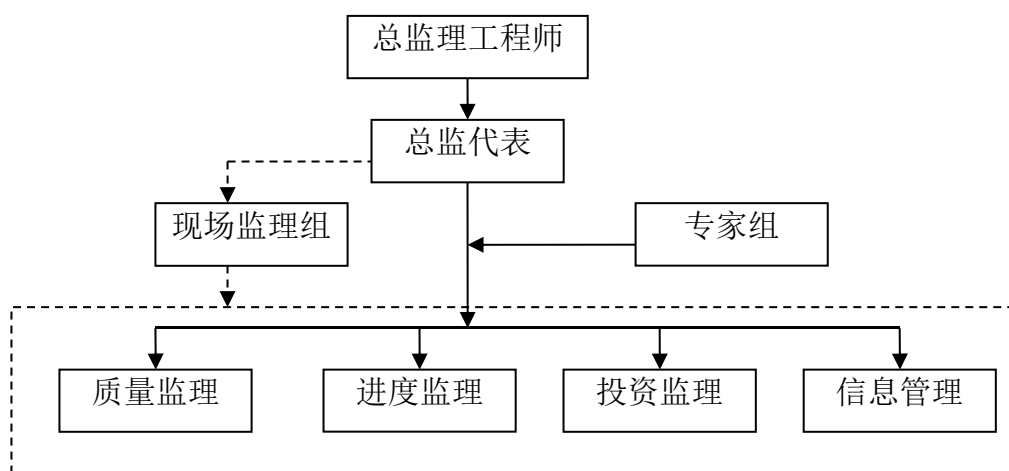 总监理工程师
总监代表
现场监理组
专家组
质量监理
进度监理
投资监理
信息管理